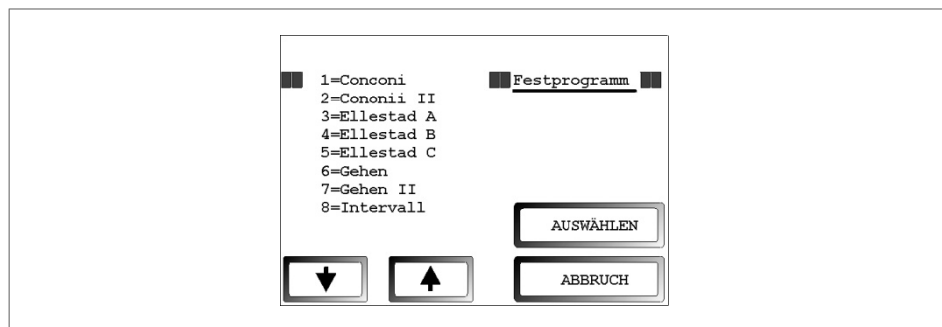 1=Conconi
Festprogramm
2=Cononii II
3=Ellestad A
4=Ellestad B
5=Ellestad C
6=Gehen
7=Gehen II
8=Intervall
AUSWÄHLEN
ABBRUCH